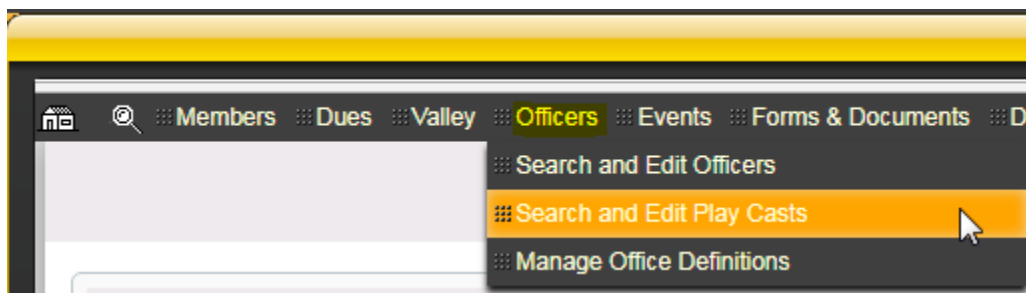 Members Dues Valley Officers Events Forms & Documents D
Search and Edit Officers
Search and Edit Play Casts
Manage Office Definitions